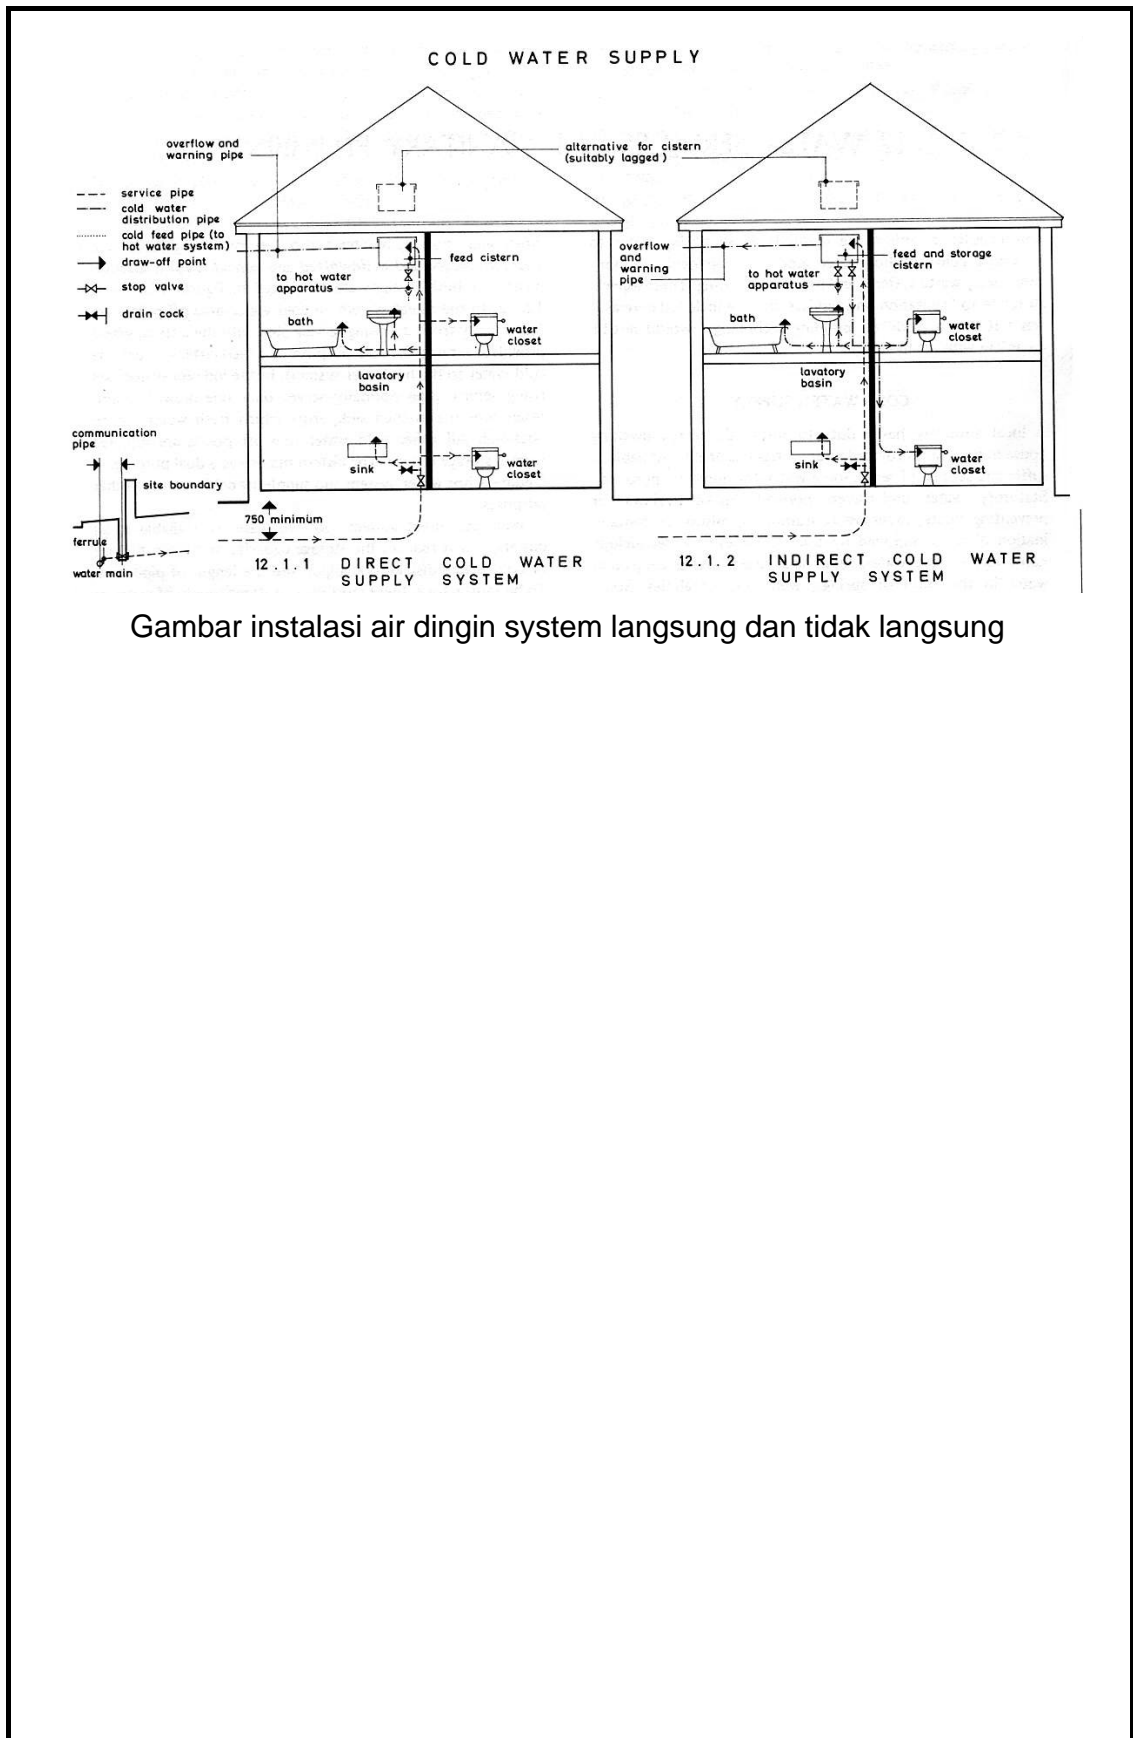 COLD WATER SUPPLY
overflow and
warning pipe
alternative for cistern
(suitably lagged)
service pipe
cold water
distribution pipe
cold feed pipe (to
hot water system)
draw-off point
stop valve
drain cock
feed cistern
to hot water
apparatus
bath
water
closet
lavatory
basin
sink
water
closet
overflow
and
warning
pipe
feed and storage
cistern
to hot water
apparatus
bath
water
closet
lavatory
basin
sink
water
closet
communication
pipe
site boundary
ferrule
water main
750 minimum
12.1.1 DIRECT COLD WATER
SUPPLY SYSTEM
12.1.2 INDIRECT COLD WATER
SUPPLY SYSTEM
Gambar instalasi air dingin system langsung dan tidak langsung